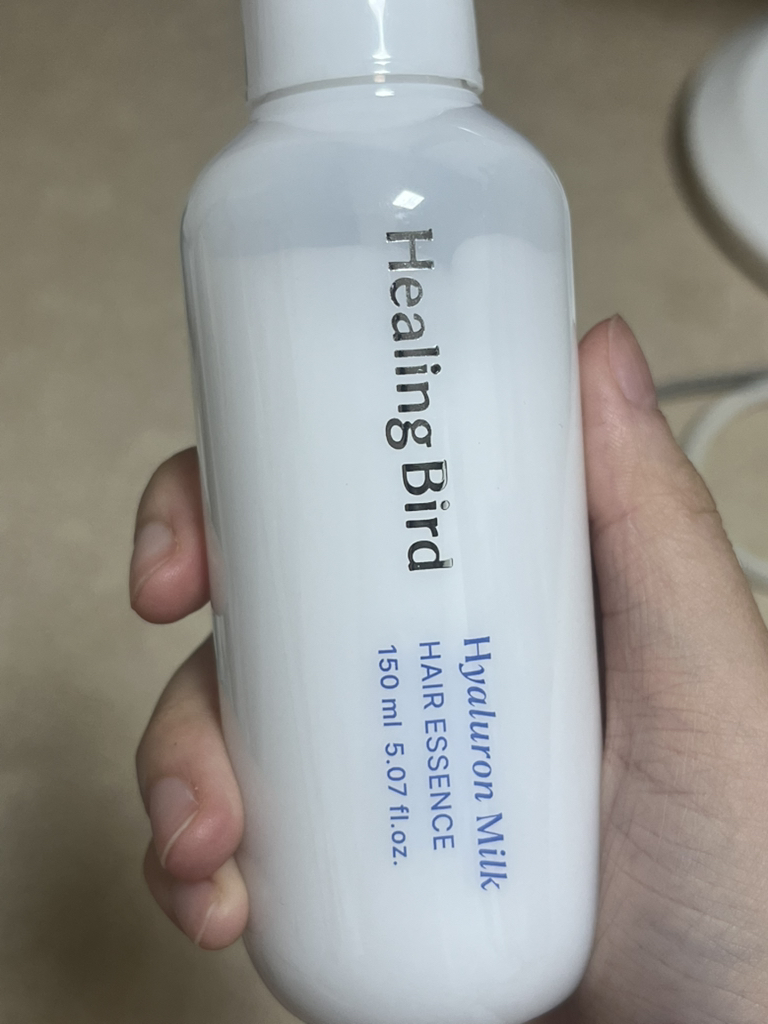 Healing Bird
Hyaluron Milk
HAIR ESSENCE
150 ml 5.07 fl.oz.